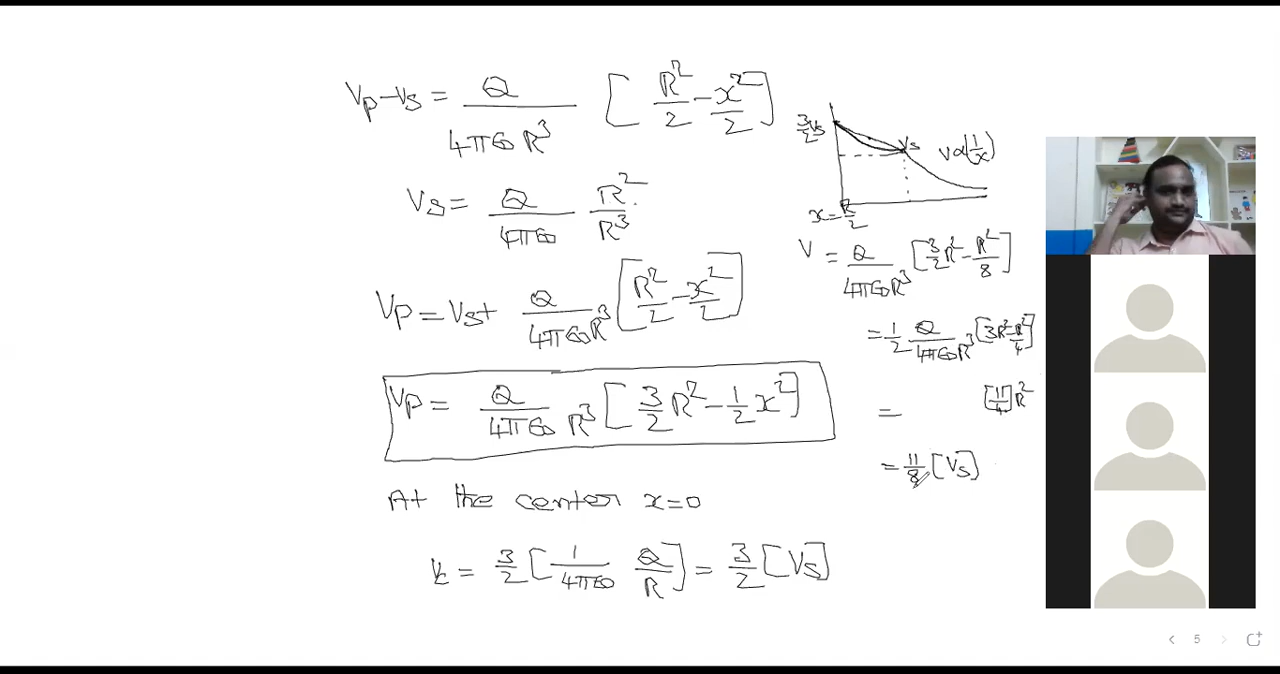 Vp-Vs = Q/4πε0R³ [R²/2 - x²/2]
Vs = Q/4πε0 R²/R³
Vp = Vs + Q/4πε0R³ [R²/2 - x²/2]
Vp = Q/4πε0R³ [3/2 R² - 1/2 x²]
At the center x=0
Vc = 3/2 [1/4πε0 Q/R] = 3/2 [Vs]
3/2 Vs
Vs
V∝(1/x)
x = R/2
V = Q/4πε0R³ [3/2 R² - R²/8]
= 1/2 Q/4πε0R³ [3R² - R²/4]
= [11/4] R²
= 11/8 [Vs]
< 5 >